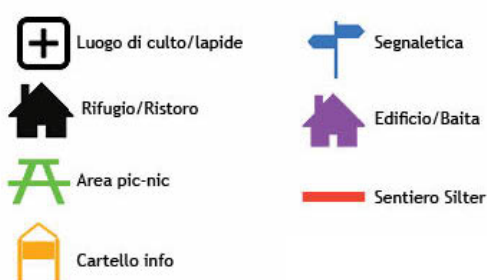 Luogo di culto/lapide
Rifugio/Ristoro
Area pic-nic
Cartello info
Segnaletica
Edificio/Baita
Sentiero Silter